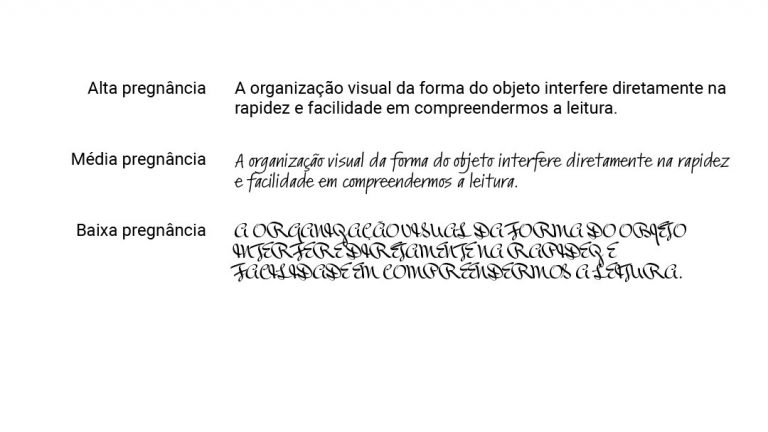 Alta pregnância
A organização visual da forma do objeto interfere diretamente na
rapidez e facilidade em compreendermos a leitura.
Média pregnância
A organização visual da forma do objeto interfere diretamente na rapidez
e facilidade em compreendermos a leitura.
Baixa pregnância
A ORGANIZAÇÃO VISUAL DA FORMA DO OBJETO
INTERFERE DIRETAMENTE NA RAPIDEZ E
FACILIDADE EM COMPREENDERMOS A LEITURA.